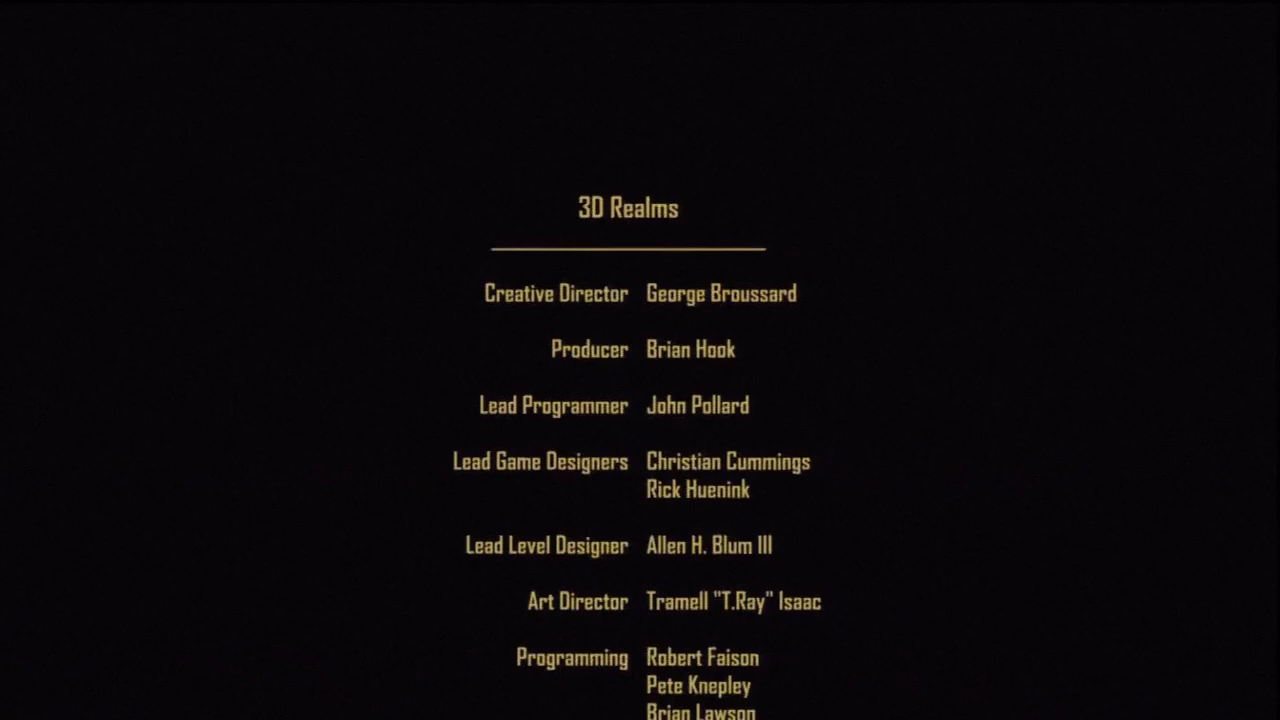 3D Realms
Creative Director George Broussard
Producer Brian Hook
Lead Programmer John Pollard
Lead Game Designers Christian Cummings
Rick Huenink
Lead Level Designer Allen H. Blum III
Art Director Tramell "T.Ray" Isaac
Programming Robert Faison
Pete Knepley
Brian Lawson